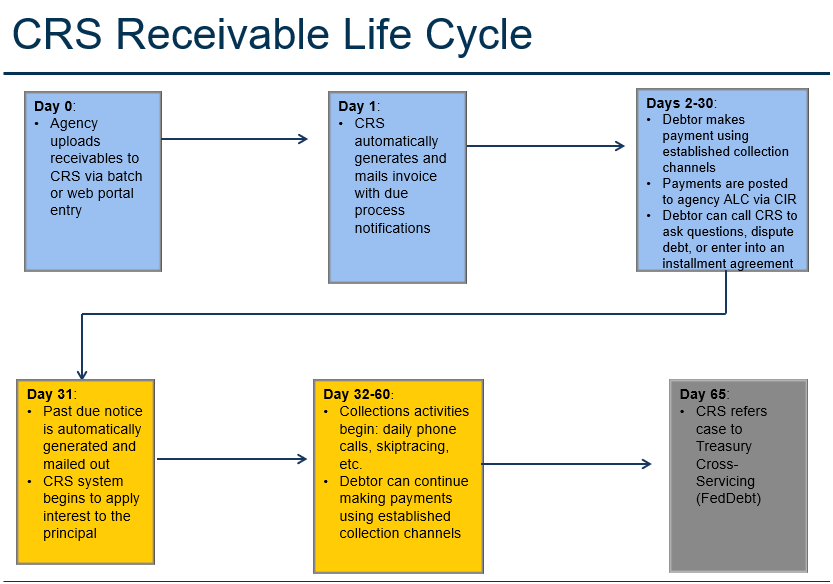 CRS Receivable Life Cycle
Day 0:
• Agency
uploads
receivables to
CRS via batch
or web portal
entry
Day 1:
• CRS
automatically
generates and
mails invoice
with due
process
notifications
Days 2-30:
• Debtor makes
payment using
established collection
channels
• Payments are posted
to agency ALC via CIR
• Debtor can call CRS to
ask questions, dispute
debt, or enter into an
installment agreement
Day 31:
• Past due notice
is automatically
generated and
mailed out
• CRS system
begins to apply
interest to the
principal
Day 32-60:
• Collections activities
begin: daily phone
calls, skiptracing,
etc.
• Debtor can continue
making payments
using established
collection channels
Day 65:
• CRS refers
case to
Treasury
Cross-
Servicing
(FedDebt)